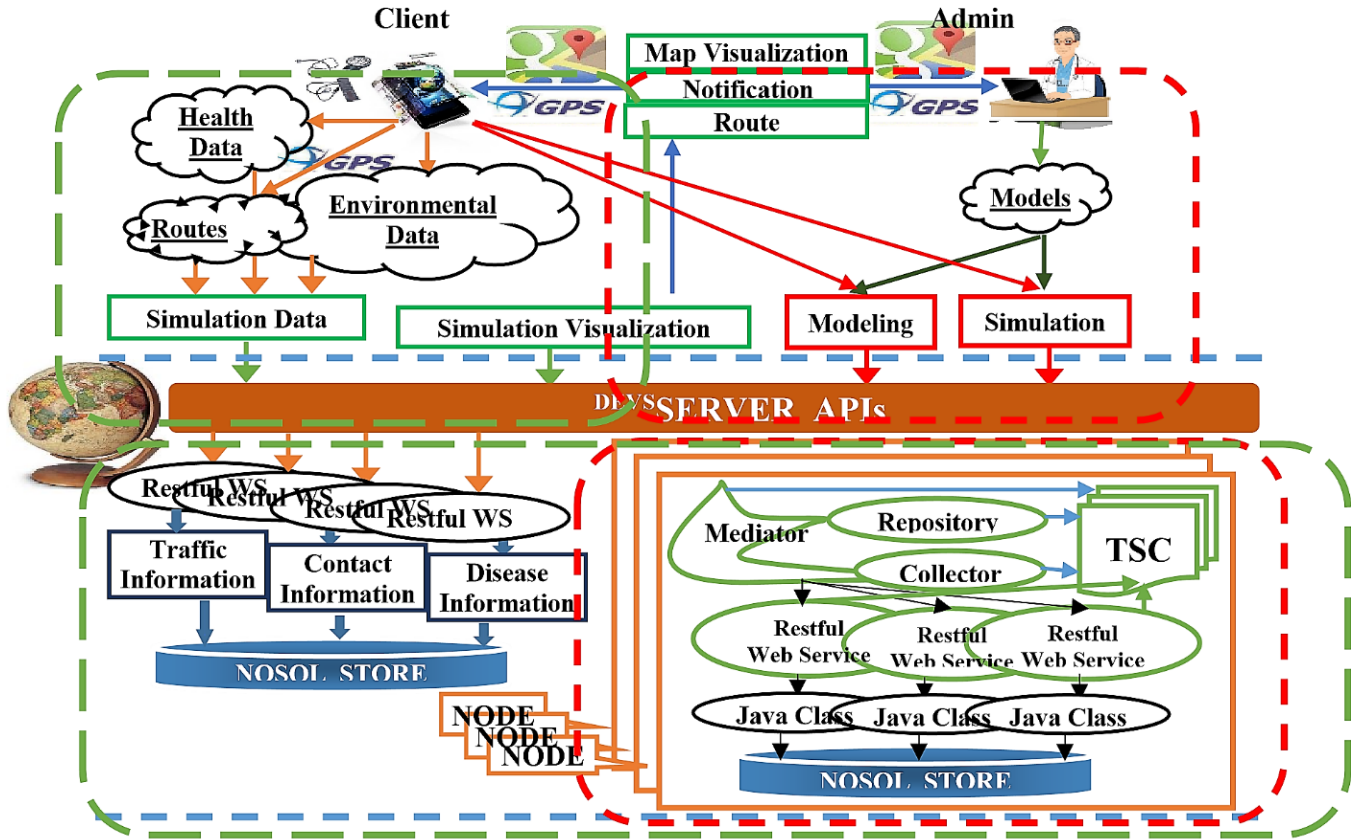 Client
Admin
Map Visualization
Notification
Route
GPS
GPS
Health
Data
GPS
Environmental
Data
Routes
Models
Simulation Data
Simulation Visualization
Modeling
Simulation
DEVS SERVER APIs
Restful WS
Restful WS
Restful WS
Restful WS
Traffic
Information
Contact
Information
Disease
Information
NOSOL STORE
Mediator
Repository
Collector
TSC
Restful
Web Service
Restful
Web Service
Restful
Web Service
Java Class
Java Class
Java Class
NODE
NODE
NODE
NOSOL STORE